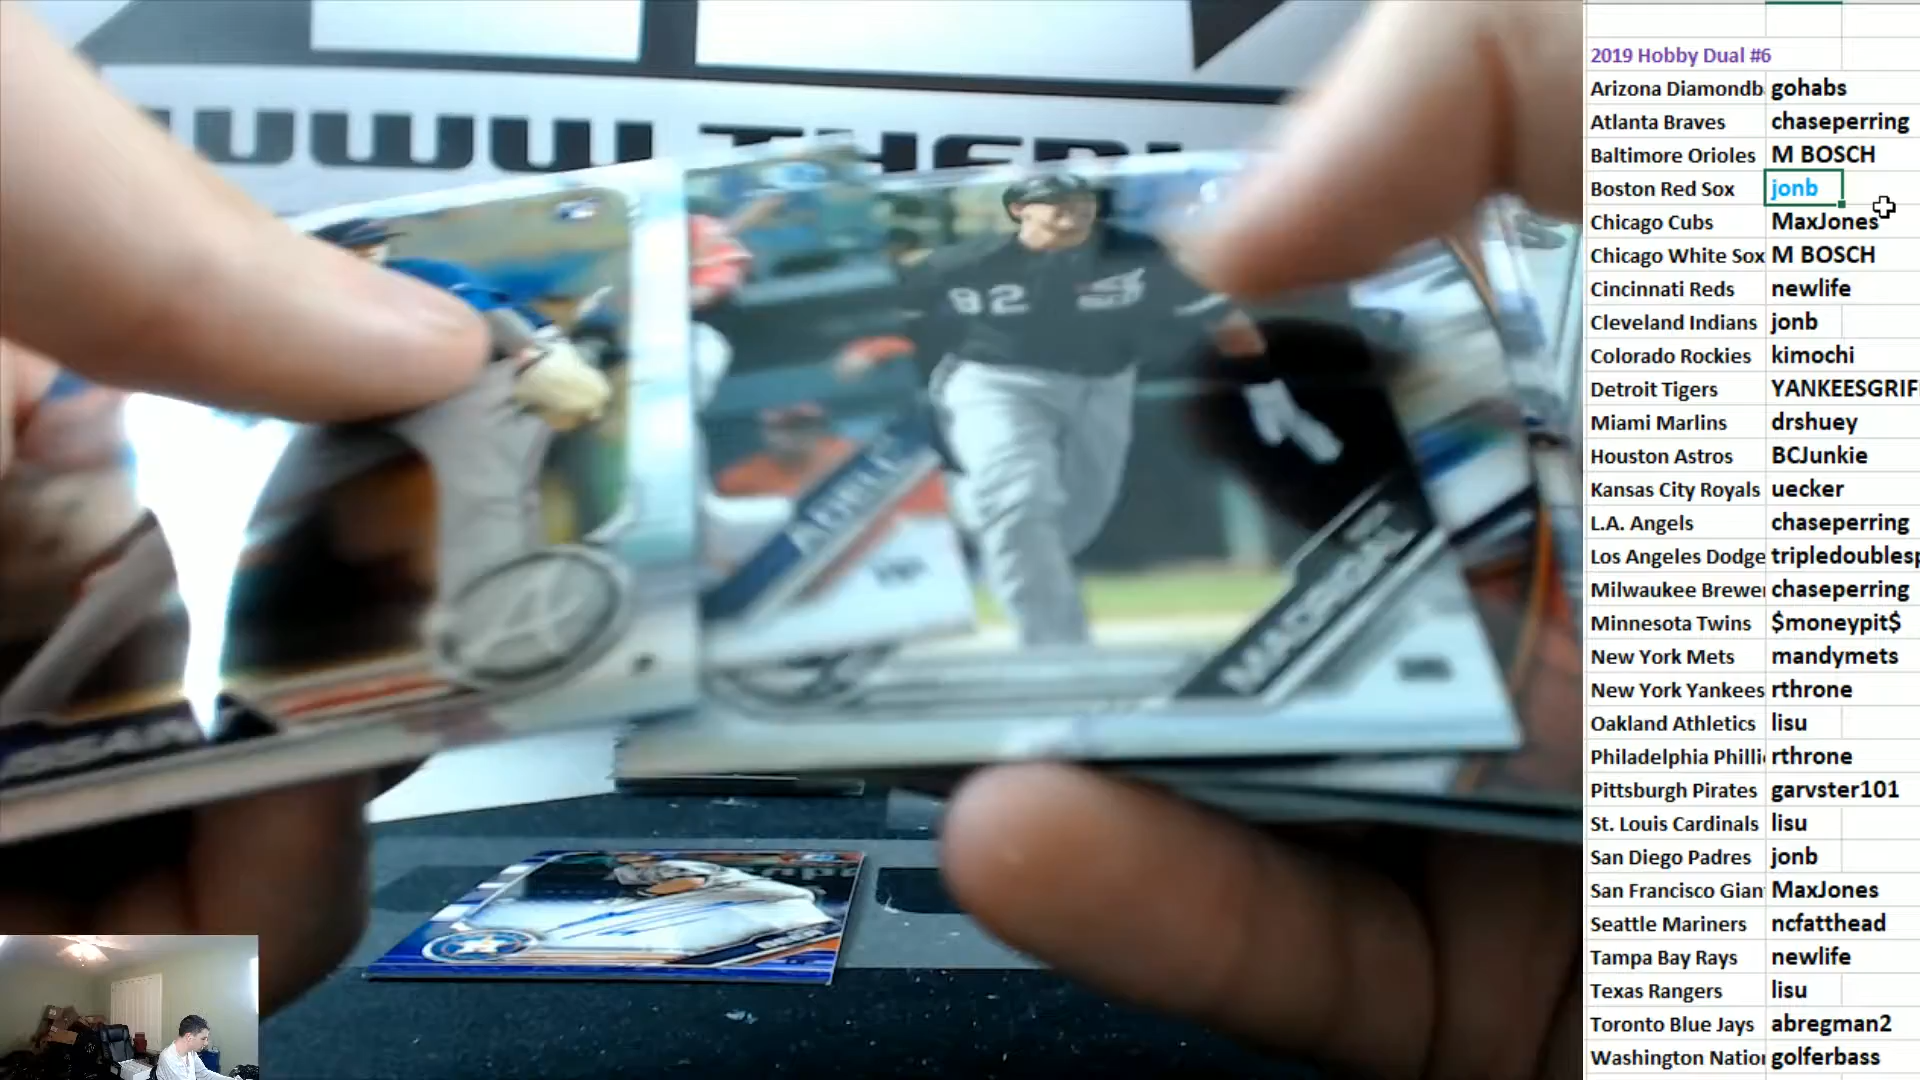 WWW.THEB
2019 Hobby Dual #6
Arizona Diamondb gohabs
Atlanta Braves chaseperring
Baltimore Orioles M BOSCH
Boston Red Sox jonb
Chicago Cubs MaxJones
Chicago White Sox M BOSCH
Cincinnati Reds newlife
Cleveland Indians jonb
Colorado Rockies kimochi
Detroit Tigers YANKEESGRIF
Miami Marlins drshuey
Houston Astros BCJunkie
Kansas City Royals uecker
L.A. Angels chaseperring
Los Angeles Dodge tripledoublesp
Milwaukee Brewe chaseperring
Minnesota Twins $moneypit$
New York Mets mandymets
New York Yankees rthrone
Oakland Athletics lisu
Philadelphia Philli rthrone
Pittsburgh Pirates garvster101
St. Louis Cardinals lisu
San Diego Padres jonb
San Francisco Gian MaxJones
Seattle Mariners ncfatthead
Tampa Bay Rays newlife
Texas Rangers lisu
Toronto Blue Jays abregman2
Washington Natio golferbass
92
MADRIGAL
A